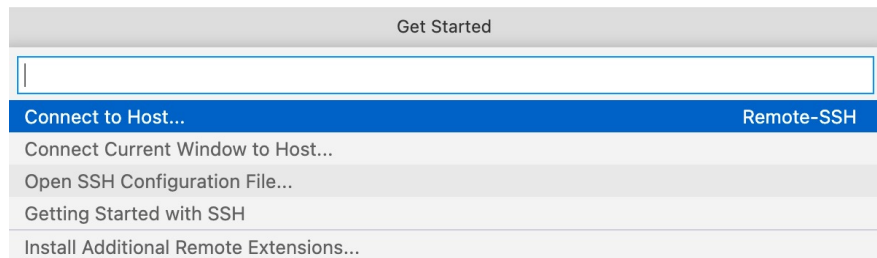 Get Started
Connect to Host... Remote-SSH
Connect Current Window to Host...
Open SSH Configuration File...
Getting Started with SSH
Install Additional Remote Extensions...